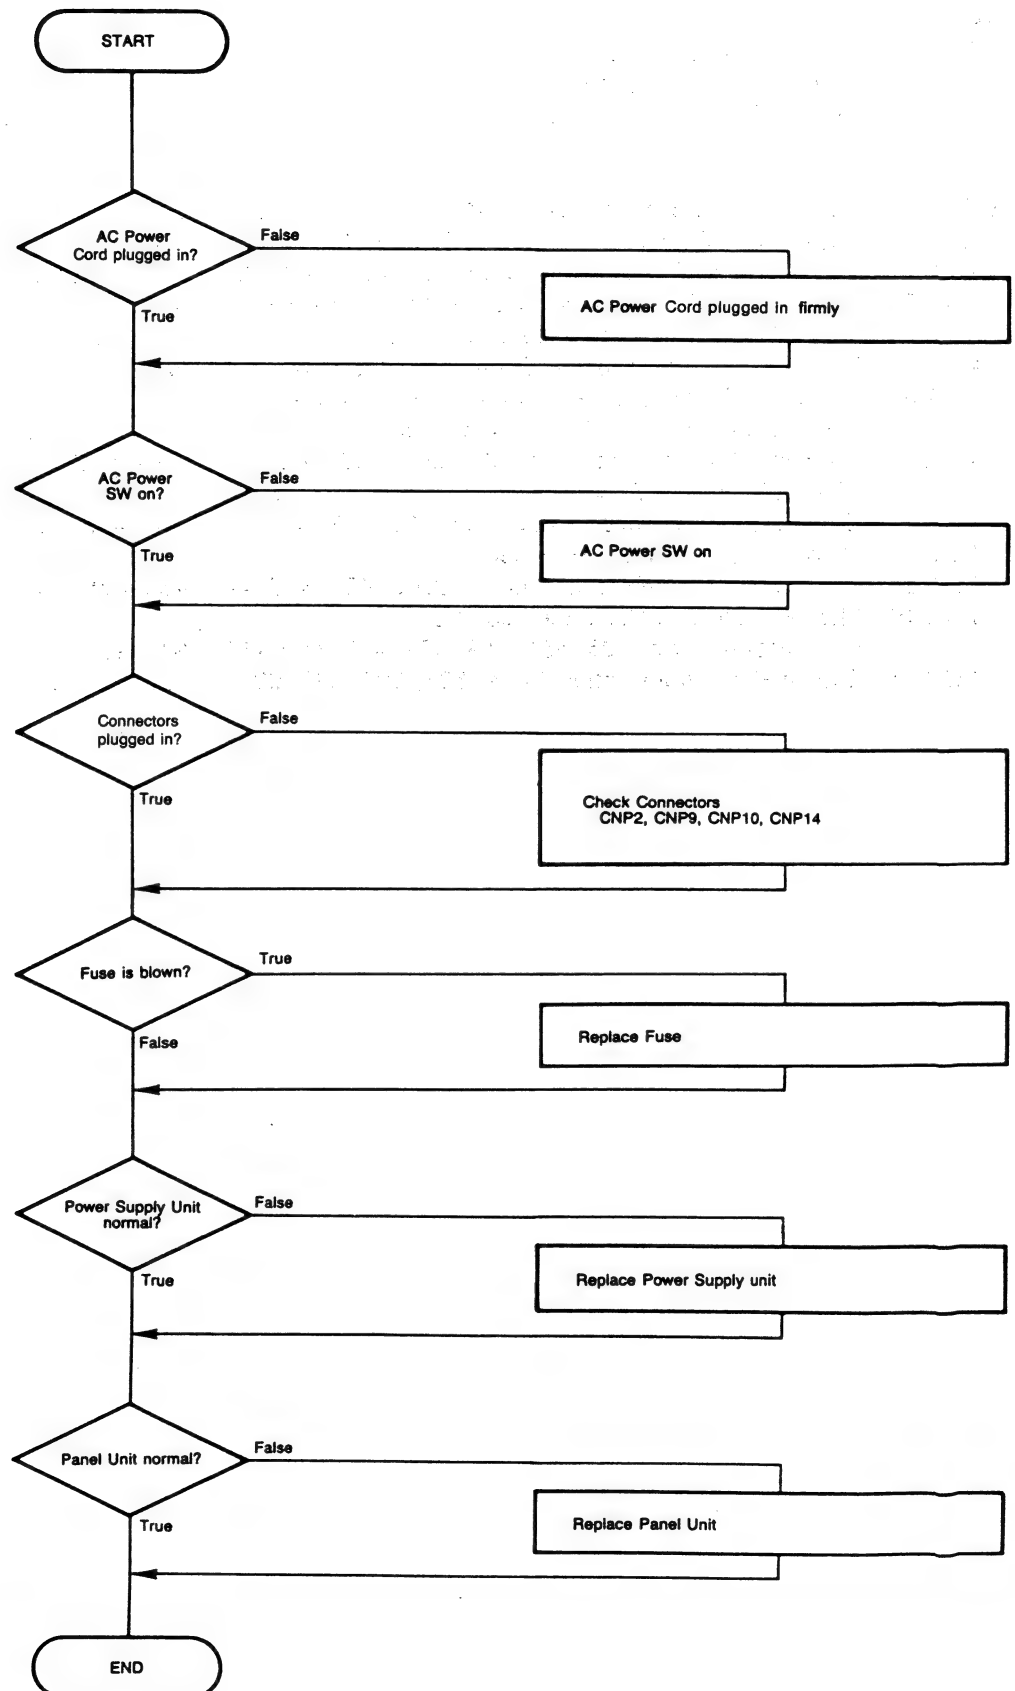 START
AC Power
Cord plugged in?
False
True
AC Power Cord plugged in firmly
AC Power
SW on?
False
True
AC Power SW on
Connectors
plugged in?
False
True
Check Connectors
CNP2, CNP9, CNP10, CNP14
Fuse is blown?
True
False
Replace Fuse
Power Supply Unit
normal?
False
True
Replace Power Supply unit
Panel Unit normal?
False
True
Replace Panel Unit
END